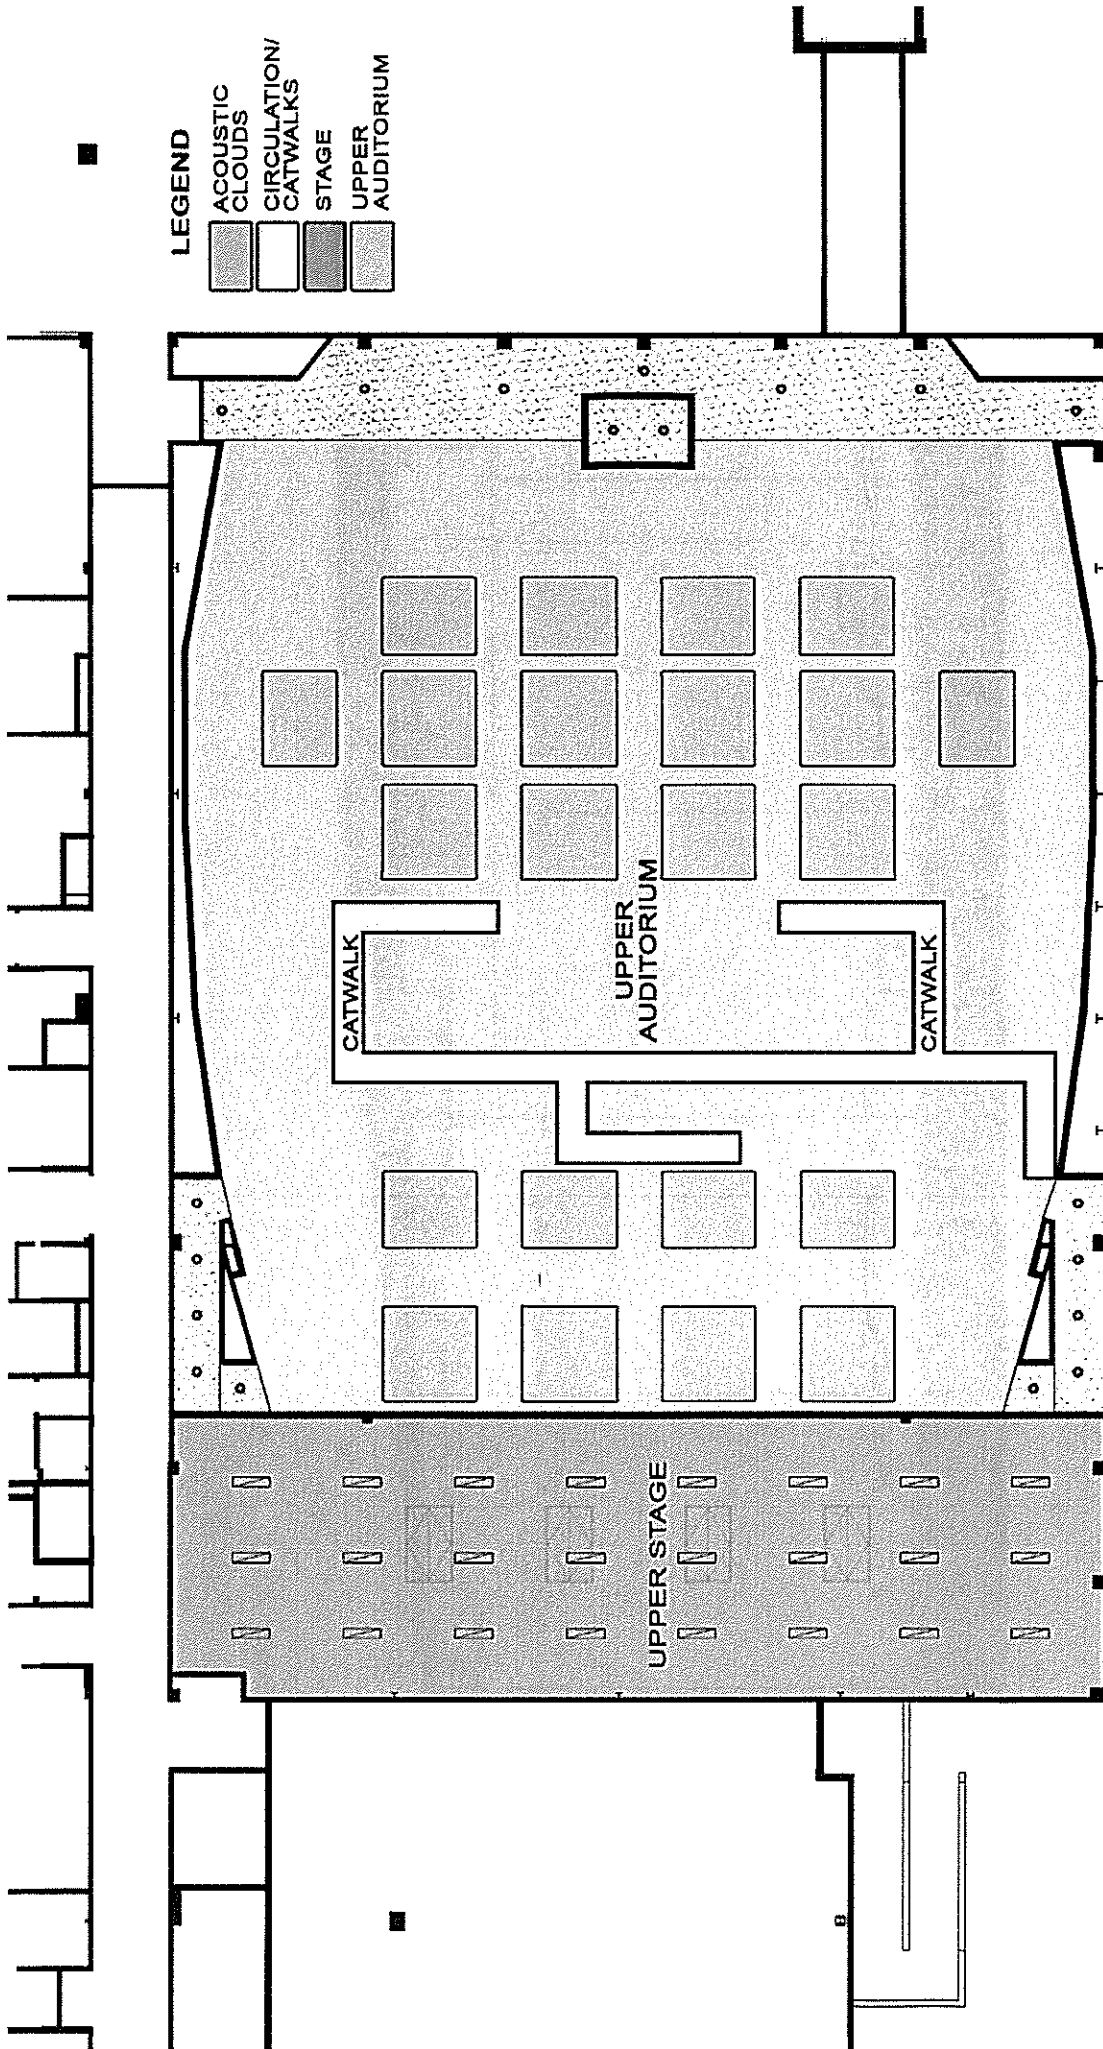 LEGEND
ACOUSTIC
CLOUDS
CIRCULATION/
CATWALKS
STAGE
UPPER
AUDITORIUM
CATWALK
UPPER
AUDITORIUM
CATWALK
UPPER STAGE